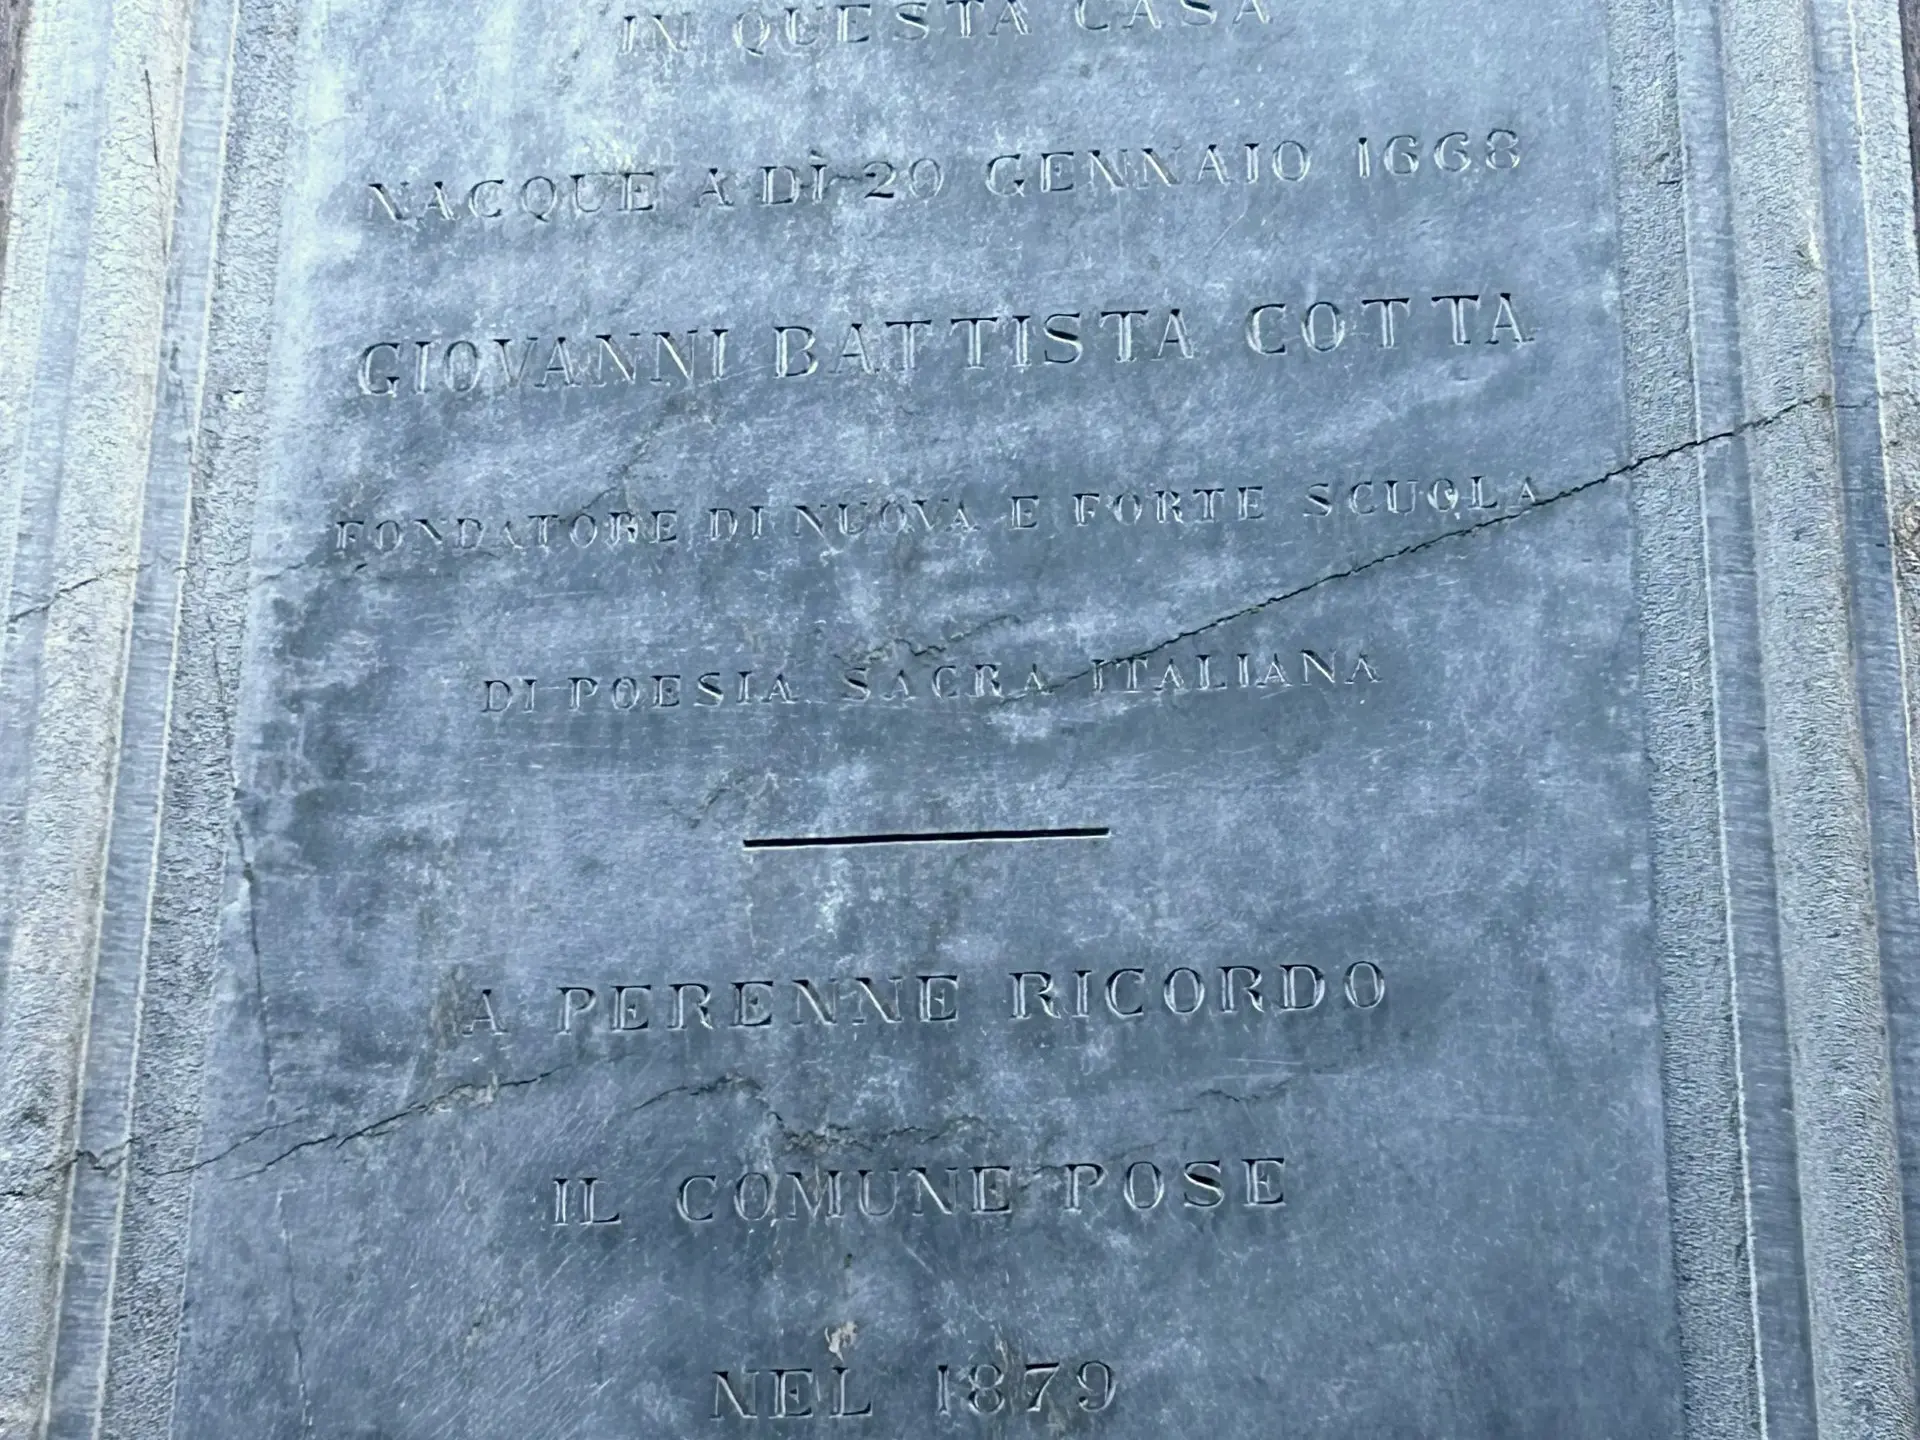 IN QUESTA CASA
NACQUE A DÌ 20 GENNAIO 1668
GIOVANNI BATTISTA COTTA
FONDATORE DI NUOVA E FORTE SCUOLA
DI POESIA SACRA ITALIANA
A PERENNE RICORDO
IL COMUNE POSE
NEL 1879